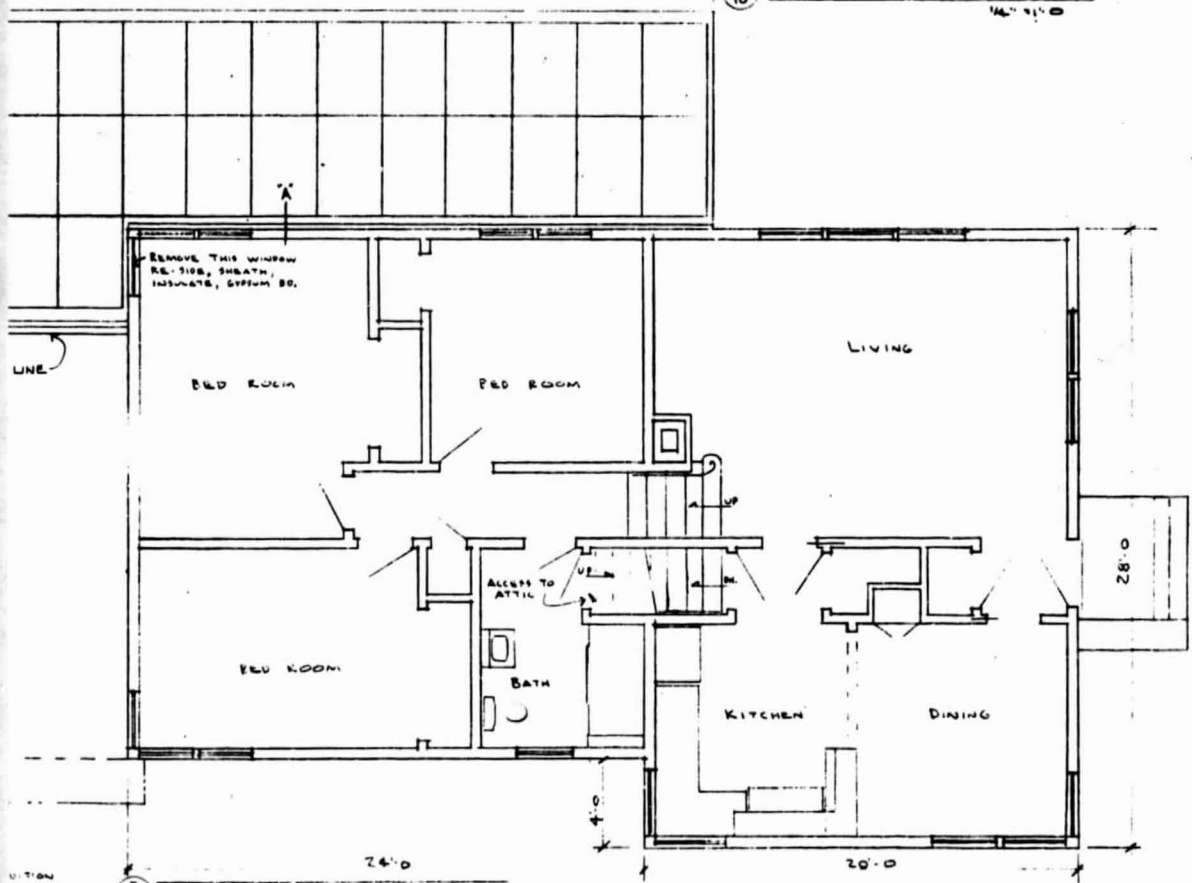 10
1/4" = 1'-0
"A"
REMOVE THIS WINDOW
RE-SIDE, SHEATH,
INSULATE, GYPSUM BD.
LINE
LIVING
BED ROOM
BED ROOM
UP
UP
DN.
ACCESS TO
ATTIC
28'-0
BED ROOM
BATH
KITCHEN
DINING
4'-0
24'-0
20'-0